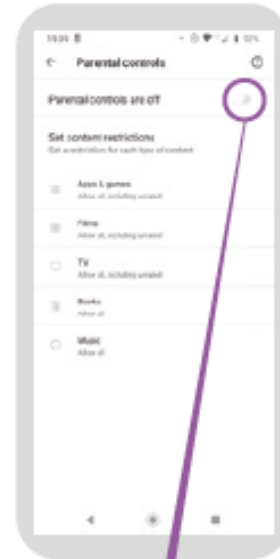 Parental controls
Parental controls are off
Set content restrictions
Set a restriction for each type of content
Apps & games
Allow all, including unrated
Films
Allow all, including unrated
TV
Allow all, including unrated
Books
Allow all
Music
Allow all